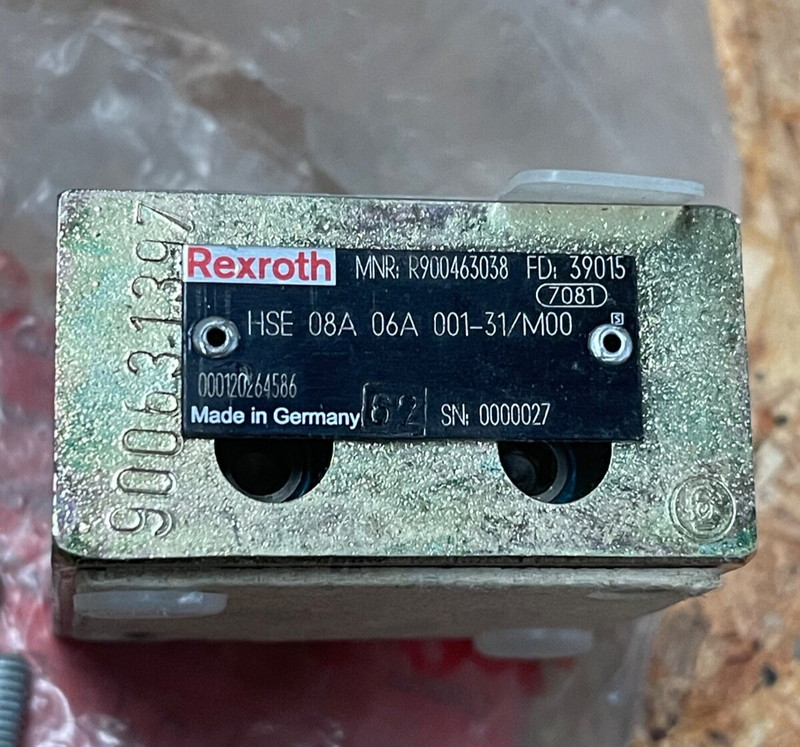 Rexroth MNR: R900463038 FD: 39015
7081
HSE 08A 06A 001-31/M00
S
000120264586
Made in Germany 62 SN: 0000027
900631397